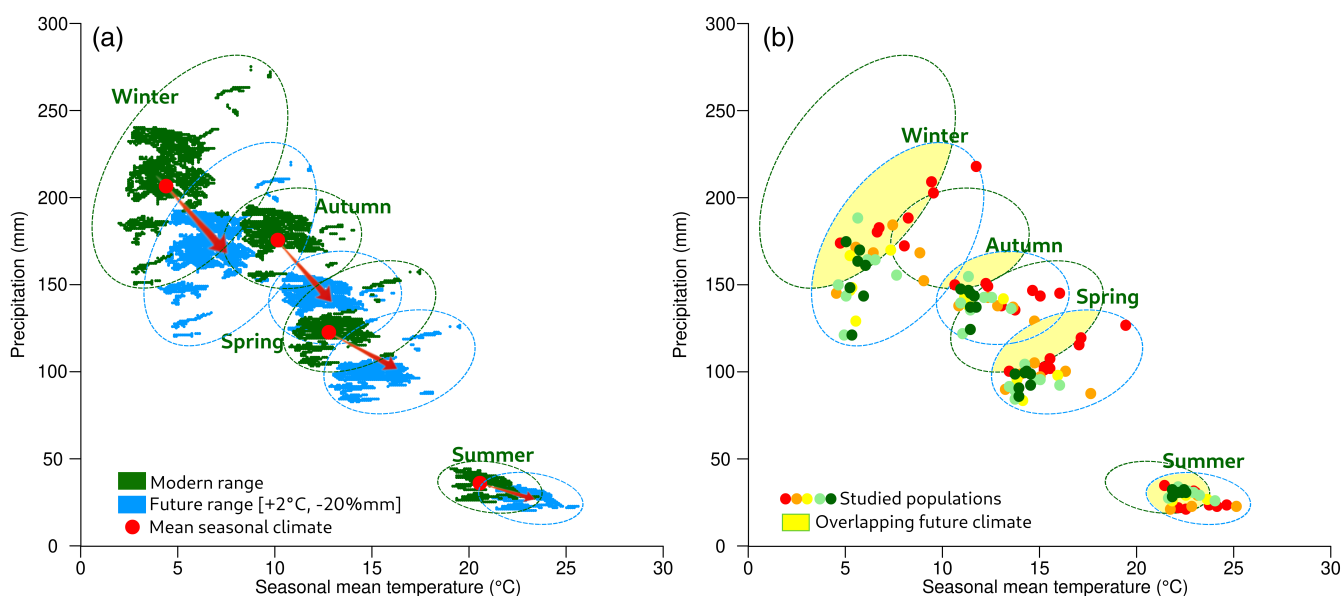 (a)
300
250
200
150
100
50
0
Precipitation (mm)
Winter
Autumn
Spring
Summer
Modern range
Future range [+2°C, -20%mm]
Mean seasonal climate
0 5 10 15 20 25 30
Seasonal mean temperature (°C)
(b)
300
250
200
150
100
50
0
Precipitation (mm)
Winter
Autumn
Spring
Summer
Studied populations
Overlapping future climate
0 5 10 15 20 25 30
Seasonal mean temperature (°C)